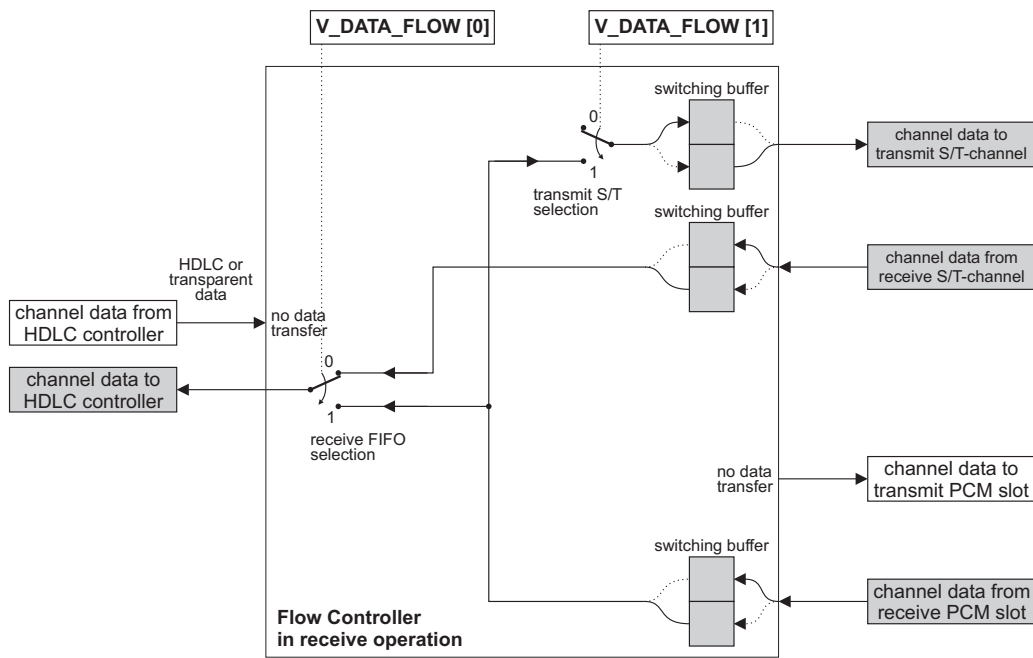 V_DATA_FLOW [0]
V_DATA_FLOW [1]
switching buffer
0
1
transmit S/T
selection
channel data to
transmit S/T-channel
switching buffer
channel data from
receive S/T-channel
HDLC or
transparent
data
channel data from
HDLC controller
no data
transfer
channel data to
HDLC controller
0
1
receive FIFO
selection
no data
transfer
channel data to
transmit PCM slot
switching buffer
channel data from
receive PCM slot
Flow Controller
in receive operation